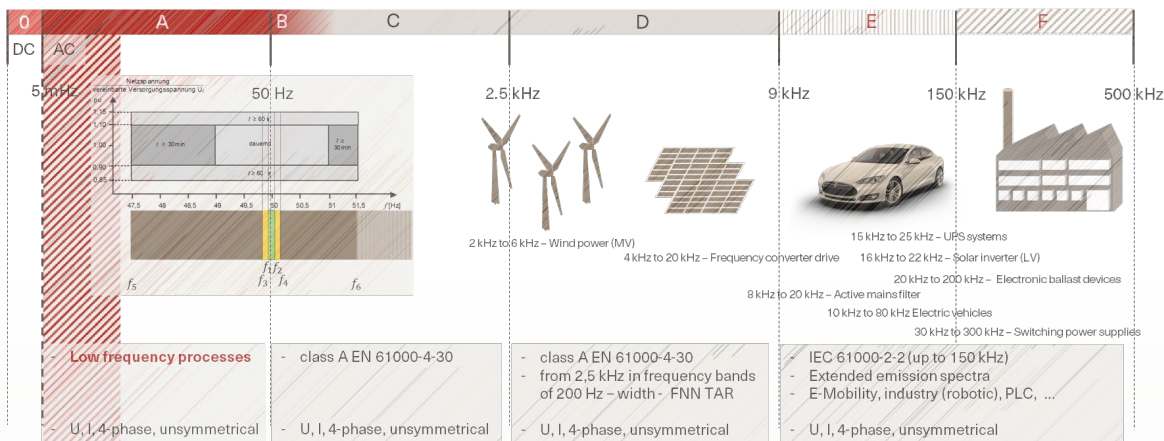 0 A B C D E F
DC AC
5 mHz 50 Hz 2.5 kHz 9 kHz 150 kHz 500 kHz
Netzspannung
vereinbarte Versorgungsspannung U
pu
1,15
1,10
1,00
0,90
0,85
t ≥ 60 s
t ≥ 30 min
dauernd
t ≥
30 min
t ≥ 60
47,5 48 48,5 49 49,5 50 50,5 51 51,5 f [Hz]
f1 f2
f3 f4
f5 f6
2 kHz to 6 kHz – Wind power (MV)
4 kHz to 20 kHz – Frequency converter drive
15 kHz to 25 kHz – UPS systems
16 kHz to 22 kHz – Solar inverter (LV)
20 kHz to 200 kHz – Electronic ballast devices
8 kHz to 20 kHz – Active mains filter
10 kHz to 80 kHz Electric vehicles
30 kHz to 300 kHz – Switching power supplies
- Low frequency processes
U, I, 4-phase, unsymmetrical
- class A EN 61000-4-30
- U, I, 4-phase, unsymmetrical
- class A EN 61000-4-30
- from 2,5 kHz in frequency bands
of 200 Hz – width - FNN TAR
- U, I, 4-phase, unsymmetrical
- IEC 61000-2-2 (up to 150 kHz)
- Extended emission spectra
- E-Mobility, industry (robotic), PLC, ...
- U, I, 4-phase, unsymmetrical